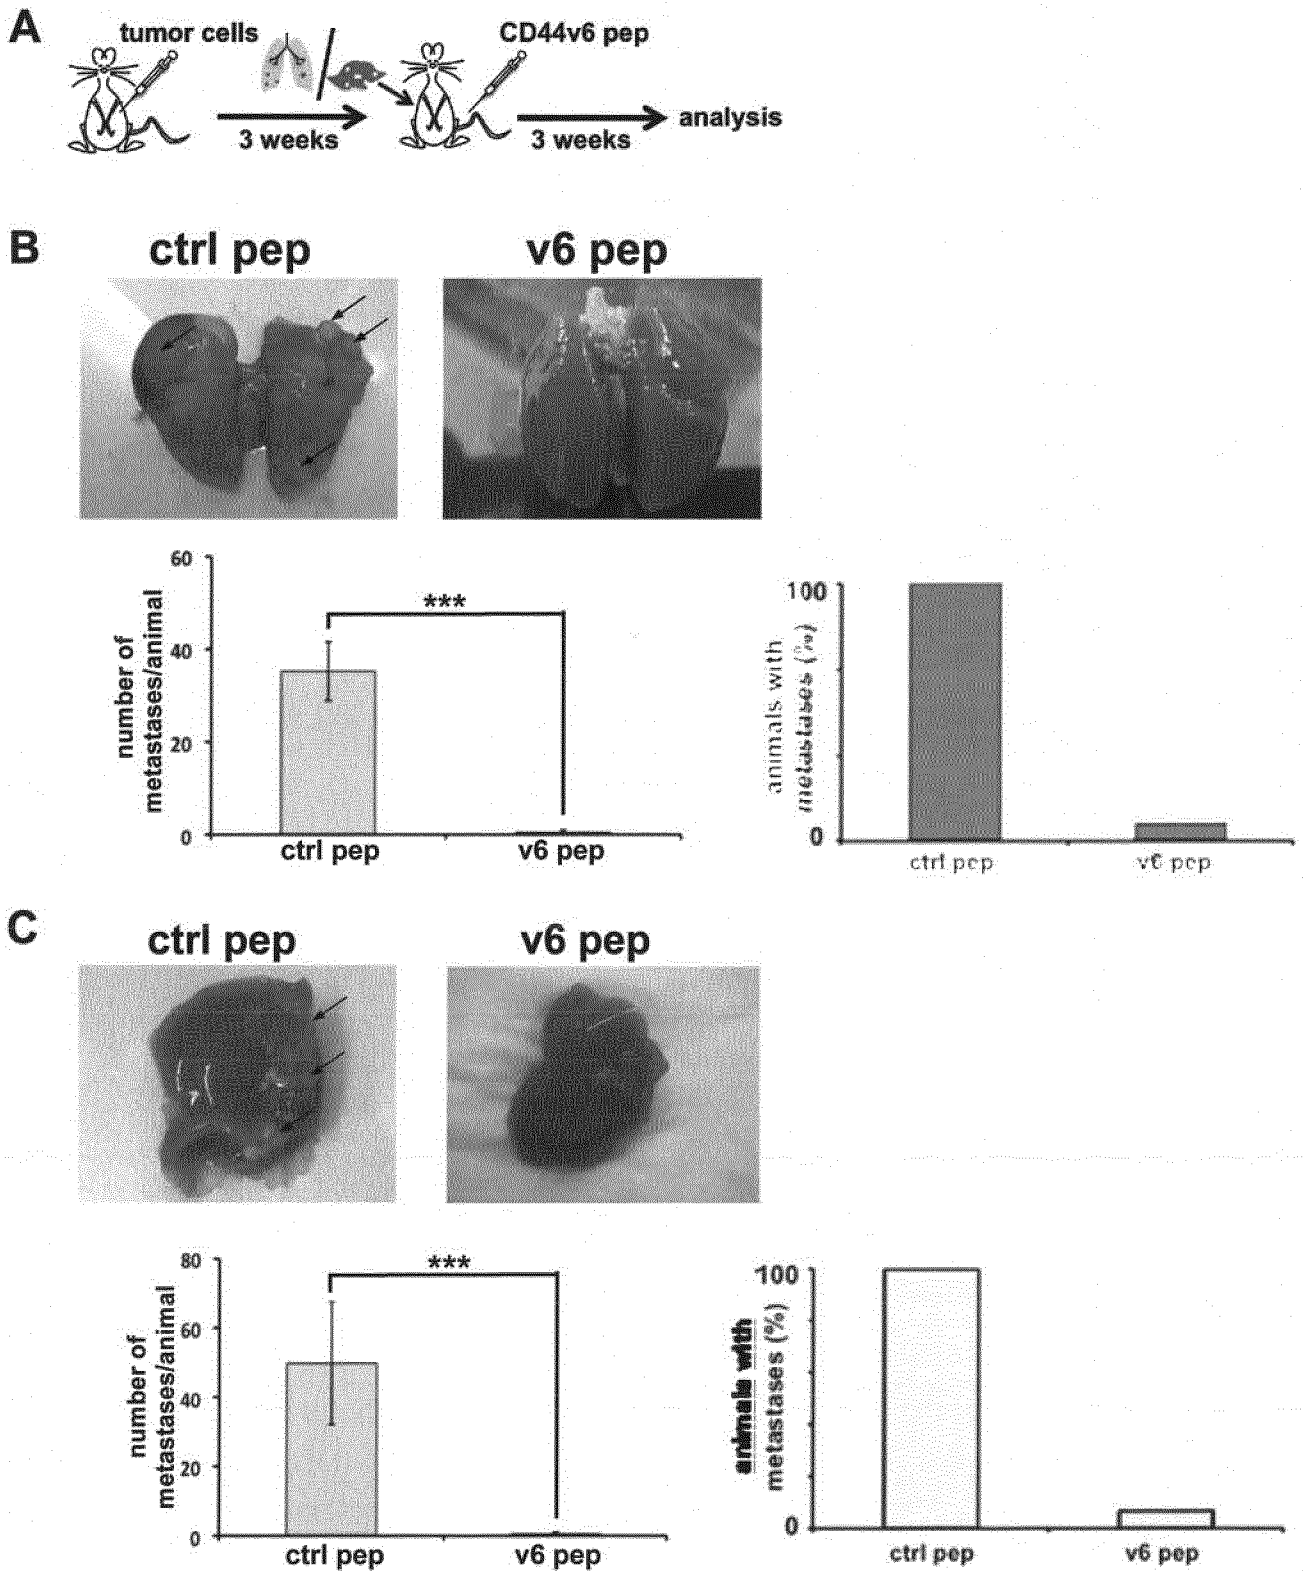 A
tumor cells
CD44v6 pep
3 weeks
3 weeks
analysis
B
ctrl pep
v6 pep
60
40
20
0
number of
metastases/animal
***
ctrl pep
v6 pep
100
0
animals with
metastases (%)
ctrl pep
v6 pep
C
ctrl pep
v6 pep
80
60
40
20
0
number of
metastases/animal
***
ctrl pep
v6 pep
100
0
animals with
metastases (%)
ctrl pep
v6 pep